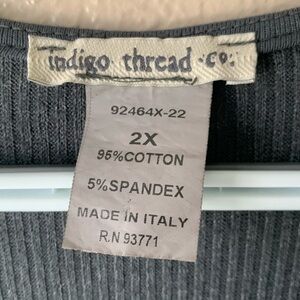 indigo thread co.
92464X-22
2X
95%COTTON
5%SPANDEX
MADE IN ITALY
R.N 93771